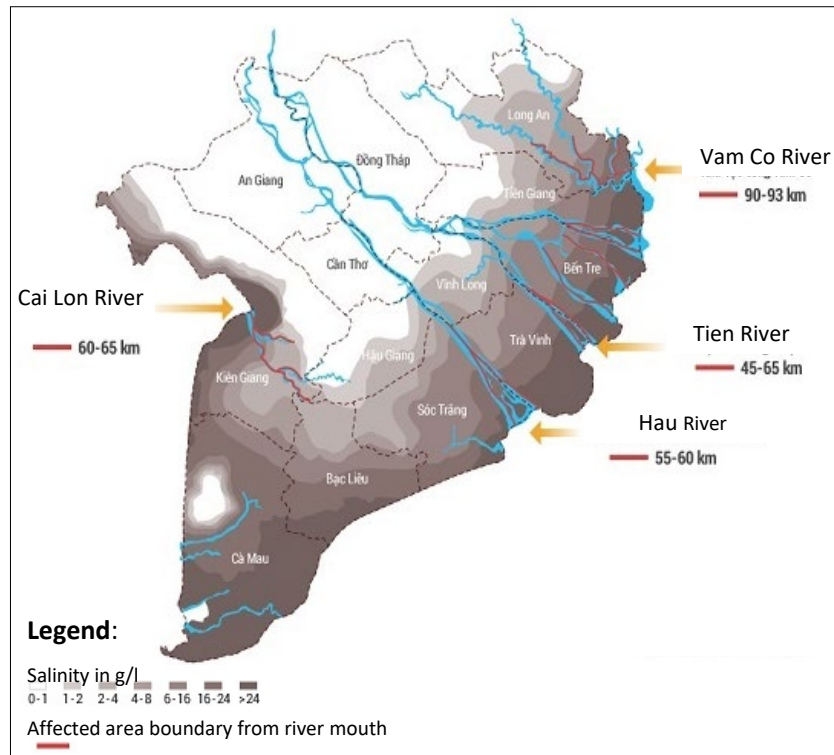 Long An
Vam Co River
90-93 km
Đồng Tháp
An Giang
Tiền Giang
Cần Thơ
Bến Tre
Vĩnh Long
Cai Lon River
60-65 km
Hậu Giang
Trà Vinh
Tien River
45-65 km
Kiên Giang
Sóc Trăng
Hau River
55-60 km
Bạc Liêu
Cà Mau
Legend:
Salinity in g/l
0-1 1-2 2-4 4-8 6-16 16-24 >24
Affected area boundary from river mouth